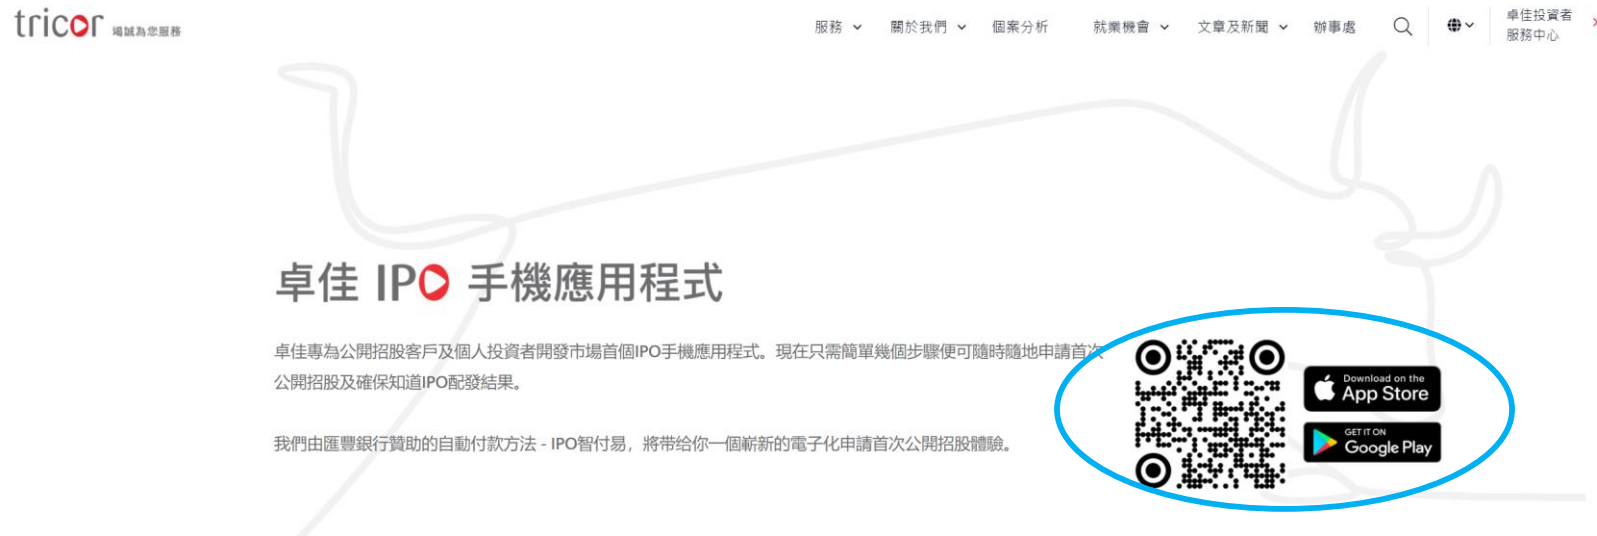 tricor 竭誠為您服務
服務 關於我們 個案分析 就業機會 文章及新聞 辦事處
卓佳投資者
服務中心
卓佳 IPO 手機應用程式
卓佳專為公開招股客戶及個人投資者開發市場首個IPO手機應用程式。現在只需簡單幾個步驟便可隨時隨地申請首次
公開招股及確保知道IPO配發結果。
我們由匯豐銀行贊助的自動付款方法 - IPO智付易，將带给你一個嶄新的電子化申請首次公開招股體驗。
Download on the
App Store
GET IT ON
Google Play